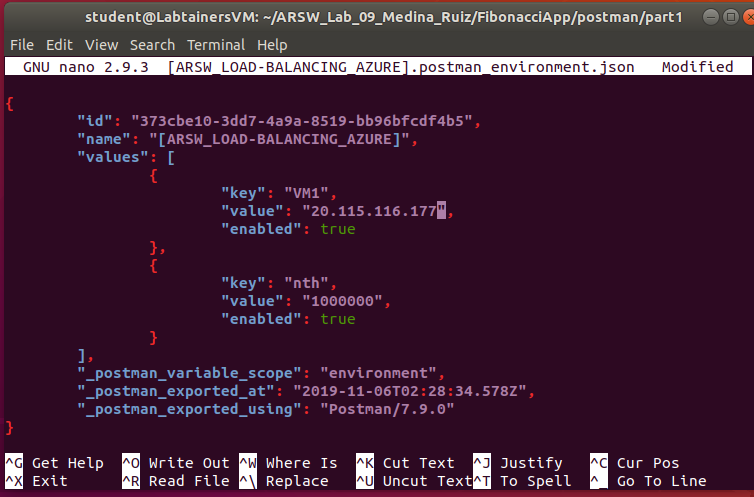 student@LabtainersVM: ~/ARSW_Lab_09_Medina_Ruiz/FibonacciApp/postman/part1
File Edit View Search Terminal Help
GNU nano 2.9.3 [ARSW_LOAD-BALANCING_AZURE].postman_environment.json Modified
{
"id": "373cbe10-3dd7-4a9a-8519-bb96bfcdf4b5",
"name": "[ARSW_LOAD-BALANCING_AZURE]",
"values": [
{
"key": "VM1",
"value": "20.115.116.177",
"enabled": true
},
{
"key": "nth",
"value": "1000000",
"enabled": true
}
],
"_postman_variable_scope": "environment",
"_postman_exported_at": "2019-11-06T02:28:34.578Z",
"_postman_exported_using": "Postman/7.9.0"
}
^G Get Help ^O Write Out ^W Where Is ^K Cut Text ^J Justify ^C Cur Pos
^X Exit ^R Read File ^\ Replace ^U Uncut Text ^T To Spell ^_ Go To Line